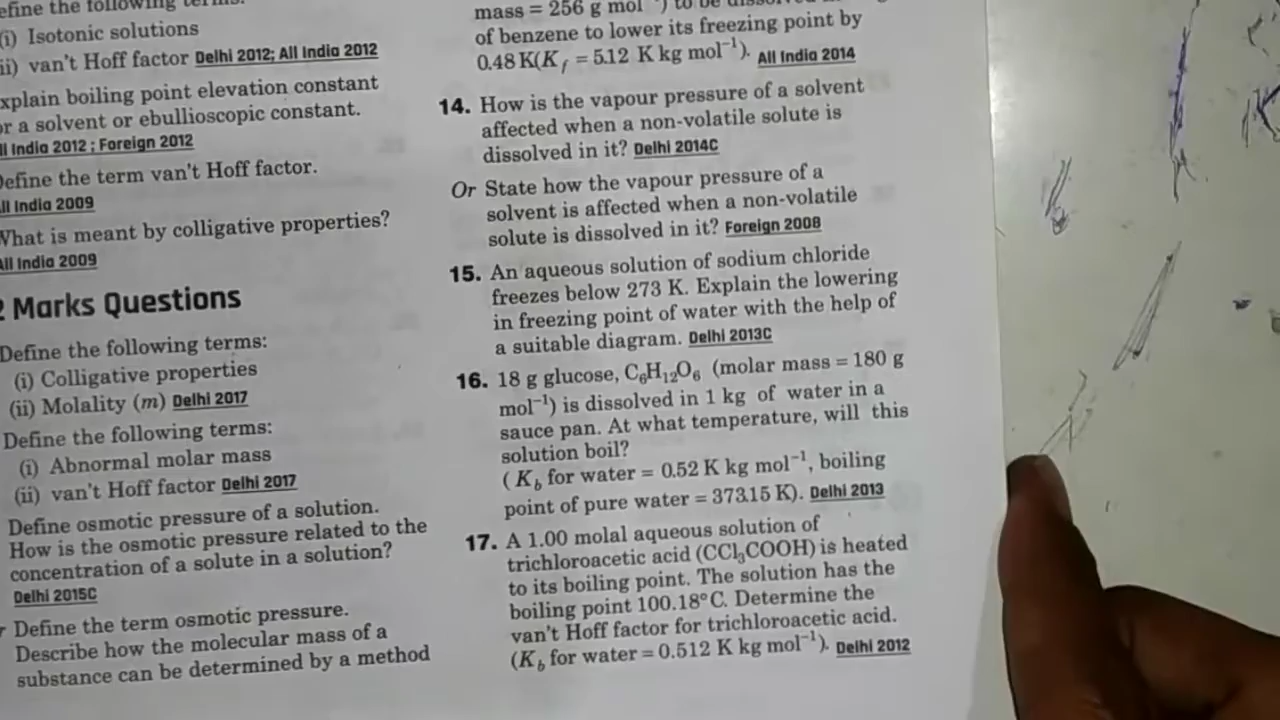 efine the following
(i) Isotonic solutions
ii) van't Hoff factor Delhi 2012; All India 2012
xplain boiling point elevation constant
or a solvent or ebullioscopic constant.
ll India 2012 ; Foreign 2012
Define the term van't Hoff factor.
All India 2009
What is meant by colligative properties?
All India 2009
2 Marks Questions
Define the following terms:
(i) Colligative properties
(ii) Molality (m) Delhi 2017
Define the following terms:
(i) Abnormal molar mass
(ii) van't Hoff factor Delhi 2017
Define osmotic pressure of a solution.
How is the osmotic pressure related to the
concentration of a solute in a solution?
Delhi 2015C
r Define the term osmotic pressure.
Describe how the molecular mass of a
substance can be determined by a method
mass = 256 g mol⁻¹) to be
of benzene to lower its freezing point by
0.48 K(K_f = 5.12 K kg mol⁻¹). All India 2014
14. How is the vapour pressure of a solvent
affected when a non-volatile solute is
dissolved in it? Delhi 2014C
Or State how the vapour pressure of a
solvent is affected when a non-volatile
solute is dissolved in it? Foreign 2008
15. An aqueous solution of sodium chloride
freezes below 273 K. Explain the lowering
in freezing point of water with the help of
a suitable diagram. Delhi 2013C
16. 18 g glucose, C₆H₁₂O₆ (molar mass = 180 g
mol⁻¹) is dissolved in 1 kg of water in a
sauce pan. At what temperature, will this
solution boil?
(K_b for water = 0.52 K kg mol⁻¹, boiling
point of pure water = 373.15 K). Delhi 2013
17. A 1.00 molal aqueous solution of
trichloroacetic acid (CCl₃COOH) is heated
to its boiling point. The solution has the
boiling point 100.18°C. Determine the
van't Hoff factor for trichloroacetic acid.
(K_b for water = 0.512 K kg mol⁻¹). Delhi 2012